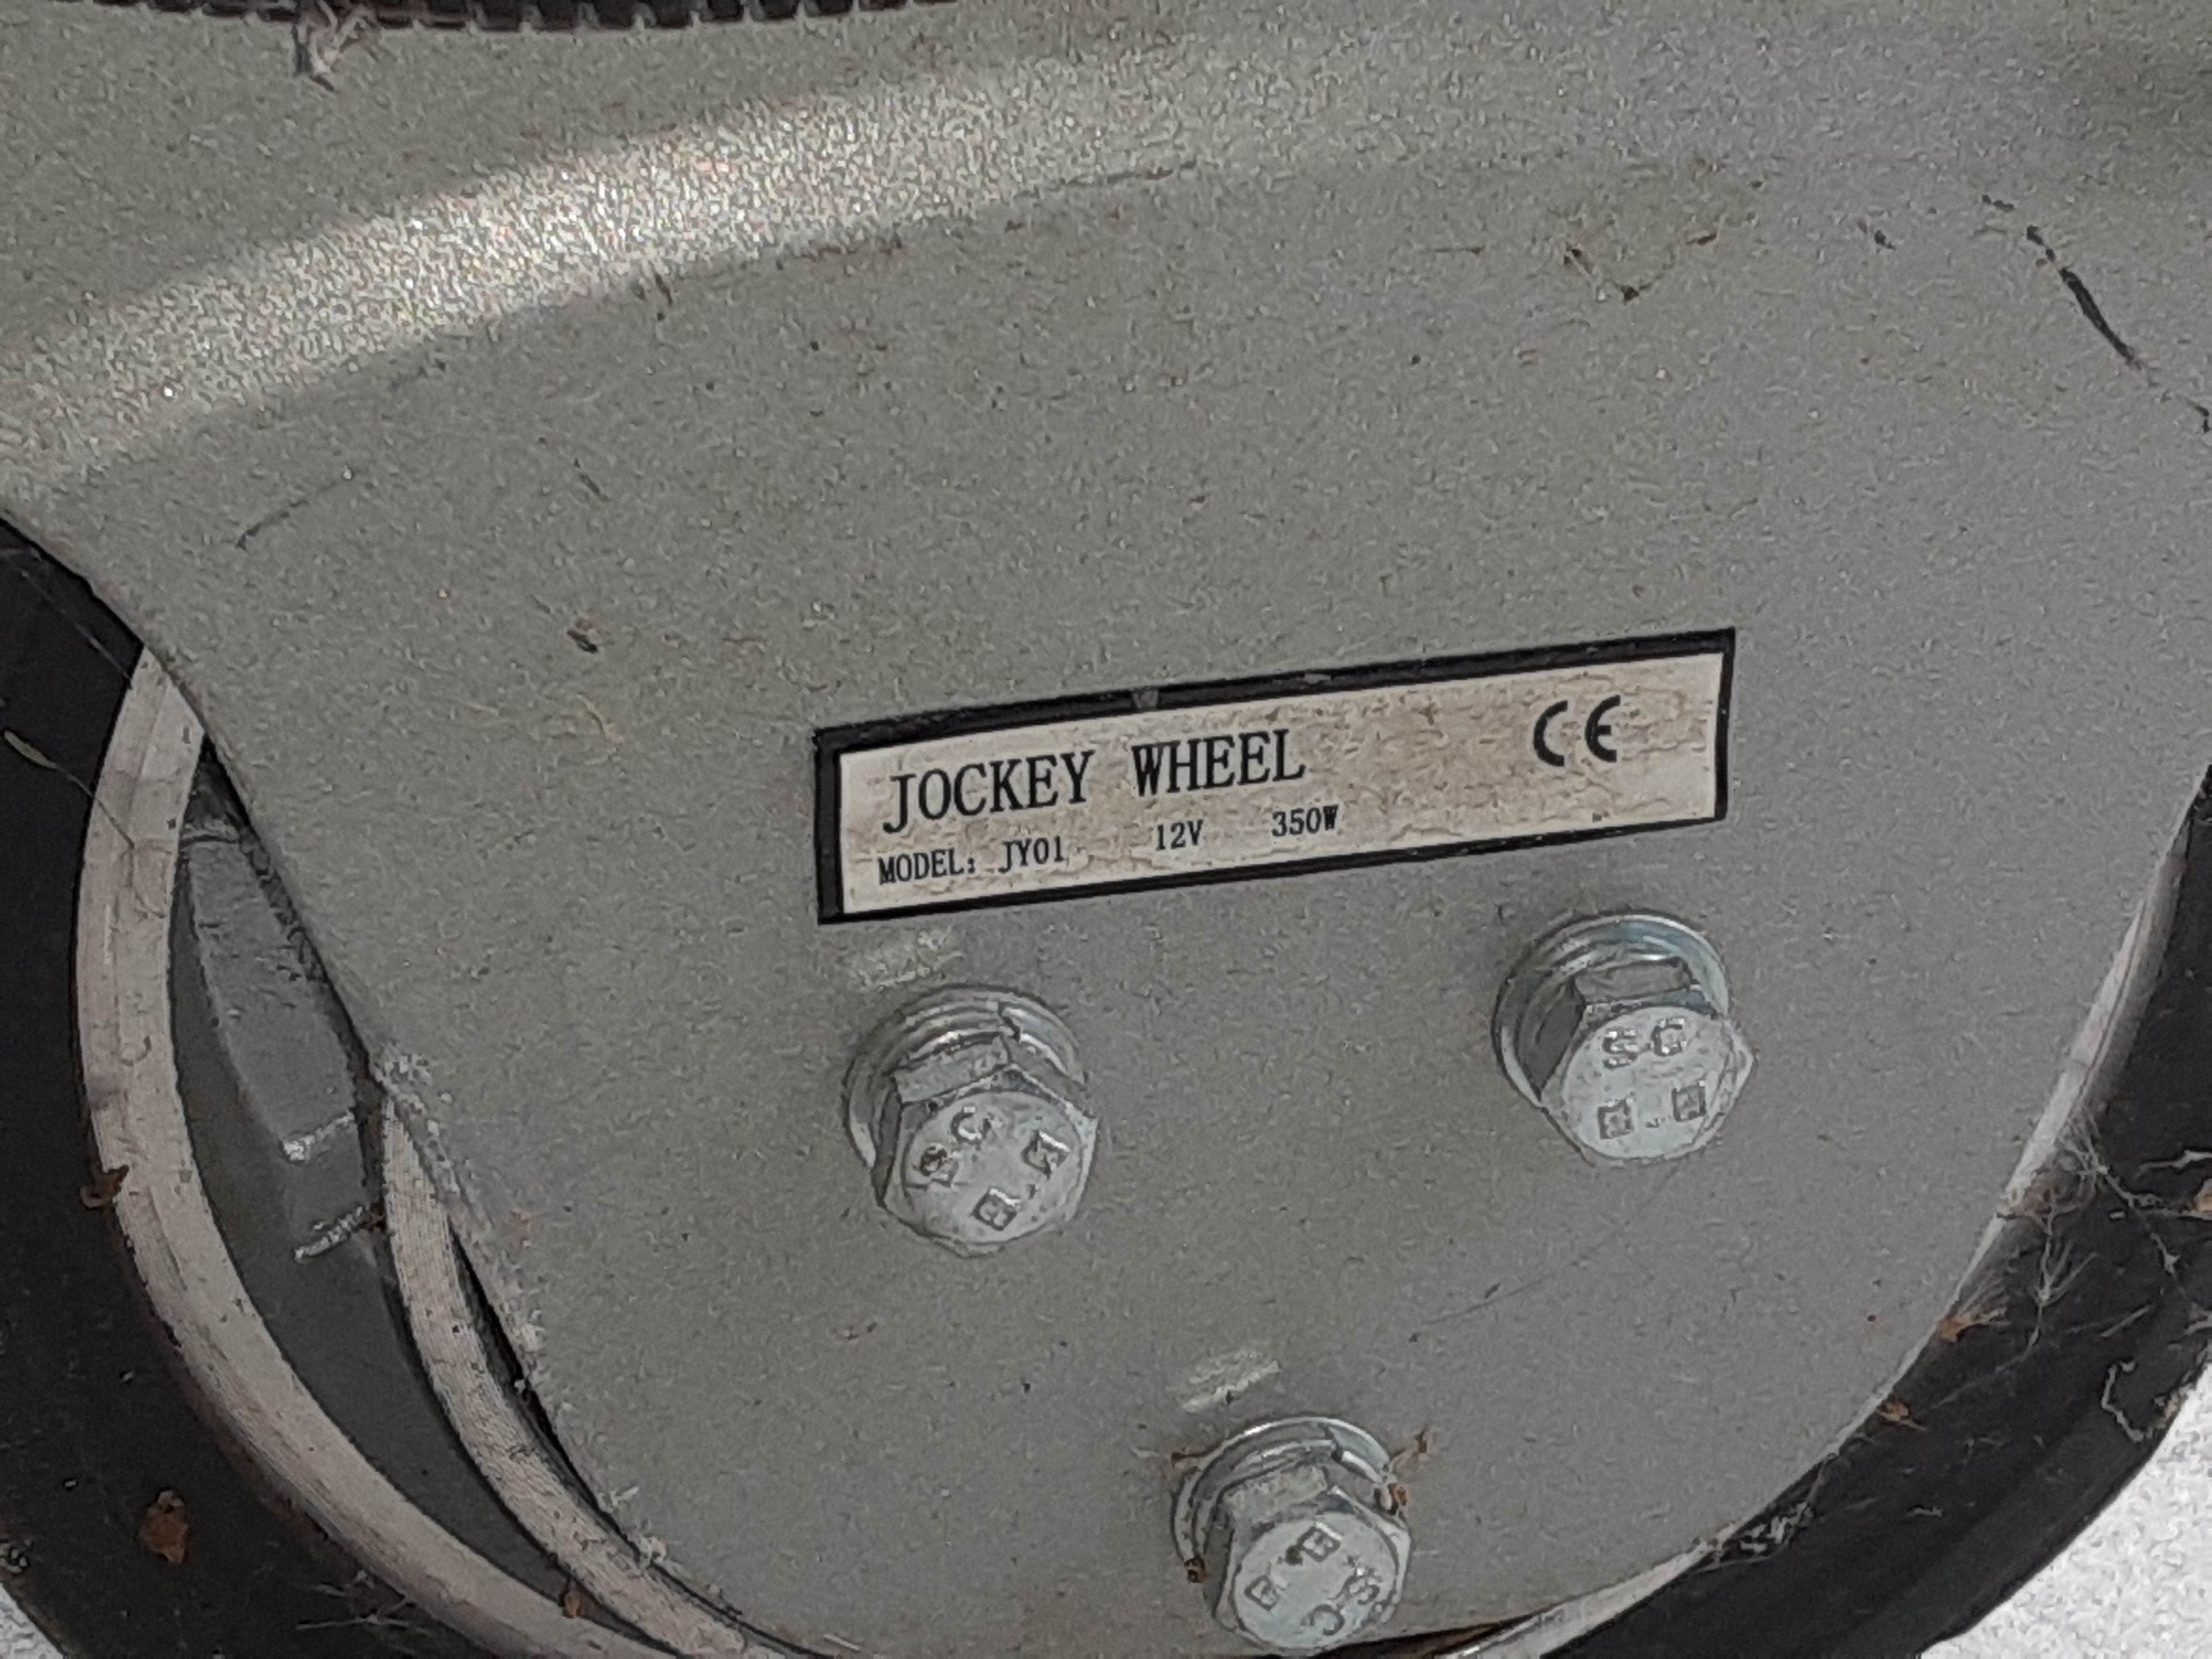 JOCKEY WHEEL CE
MODEL: JY01 12V 350W